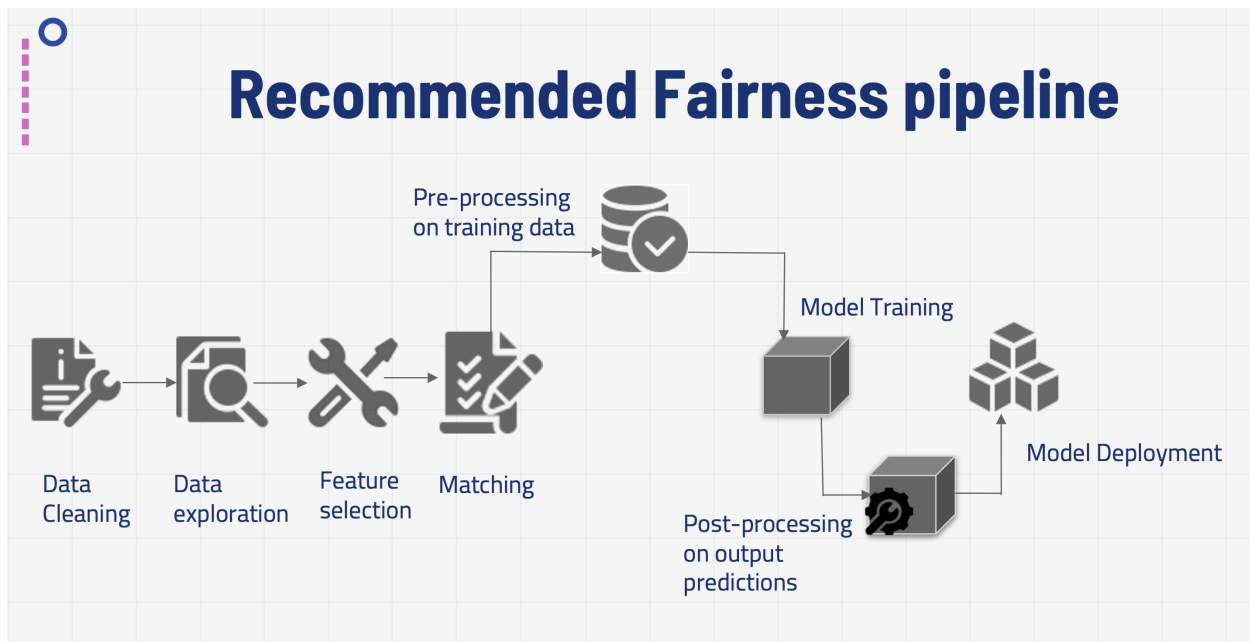 Recommended Fairness pipeline
Pre-processing
on training data
Model Training
Model Deployment
Data
Cleaning
Data
exploration
Feature
selection
Matching
Post-processing
on output
predictions